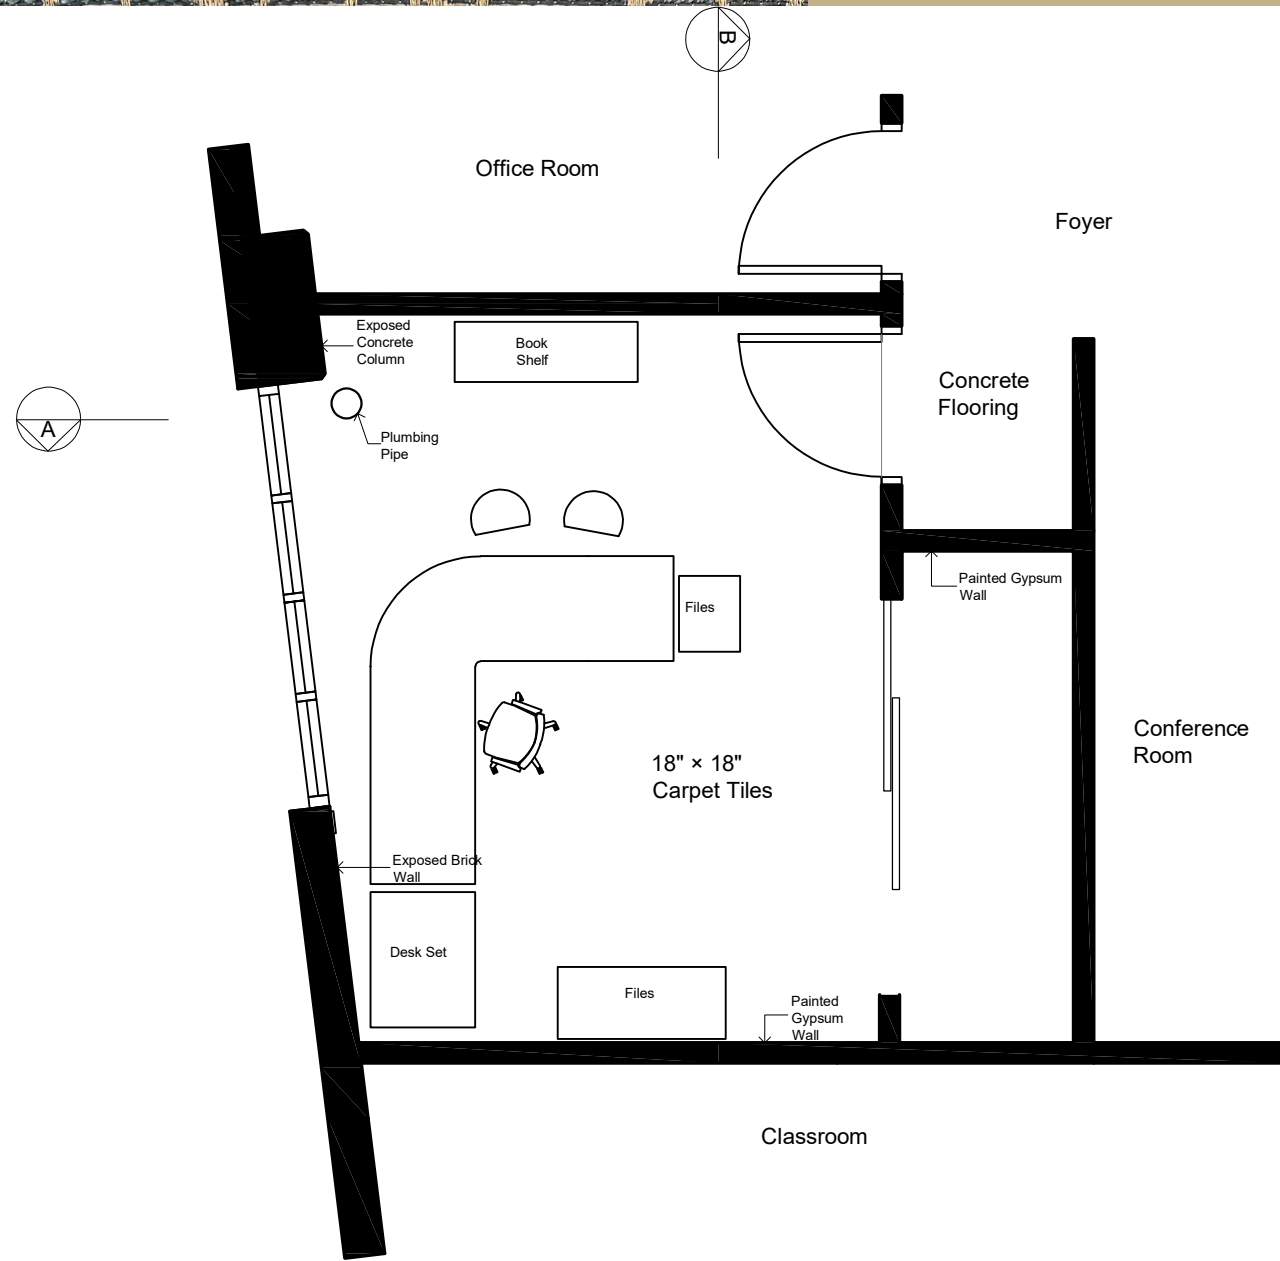 B
Office Room
Foyer
Exposed
Concrete
Column
Book
Shelf
Concrete
Flooring
A
Plumbing
Pipe
Painted Gypsum
Wall
Files
Conference
Room
18" × 18"
Carpet Tiles
Exposed Brick
Wall
Desk Set
Files
Painted
Gypsum
Wall
Classroom